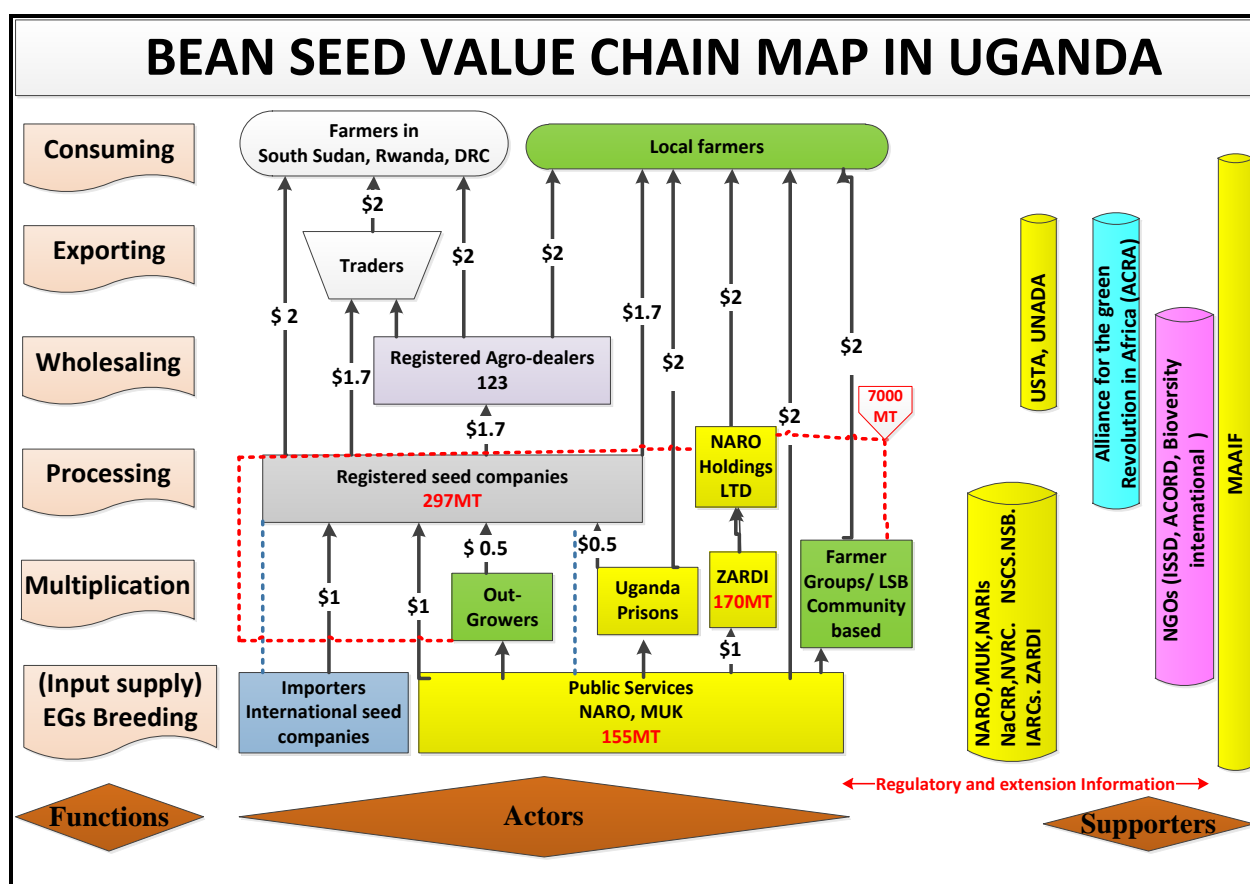 BEAN SEED VALUE CHAIN MAP IN UGANDA
Consuming
Farmers in
South Sudan, Rwanda, DRC
Local farmers
Exporting
$2
Traders
$2
$2
$ 2
$1.7
$2
USTA, UNADA
Alliance for the green
Revolution in Africa (ACRA)
Wholesaling
Registered Agro-dealers
123
$1.7
$2
$2
$2
7000
MT
NGOs (ISSD, ACORD, Bioversity
international )
MAAIF
$1.7
Processing
Registered seed companies
297MT
NARO
Holdings
LTD
$ 0.5
$0.5
Multiplication
$1
$1
Out-
Growers
Uganda
Prisons
ZARDI
170MT
Farmer
Groups/ LSB
Community
based
NARO,MUK,NARIs NSCS.NSB.
NaCRR,NVRC.
IARCs. ZARDI
$1
(Input supply)
EGs Breeding
Importers
International seed
companies
Public Services
NARO, MUK
155MT
Regulatory and extension Information
Functions
Actors
Supporters